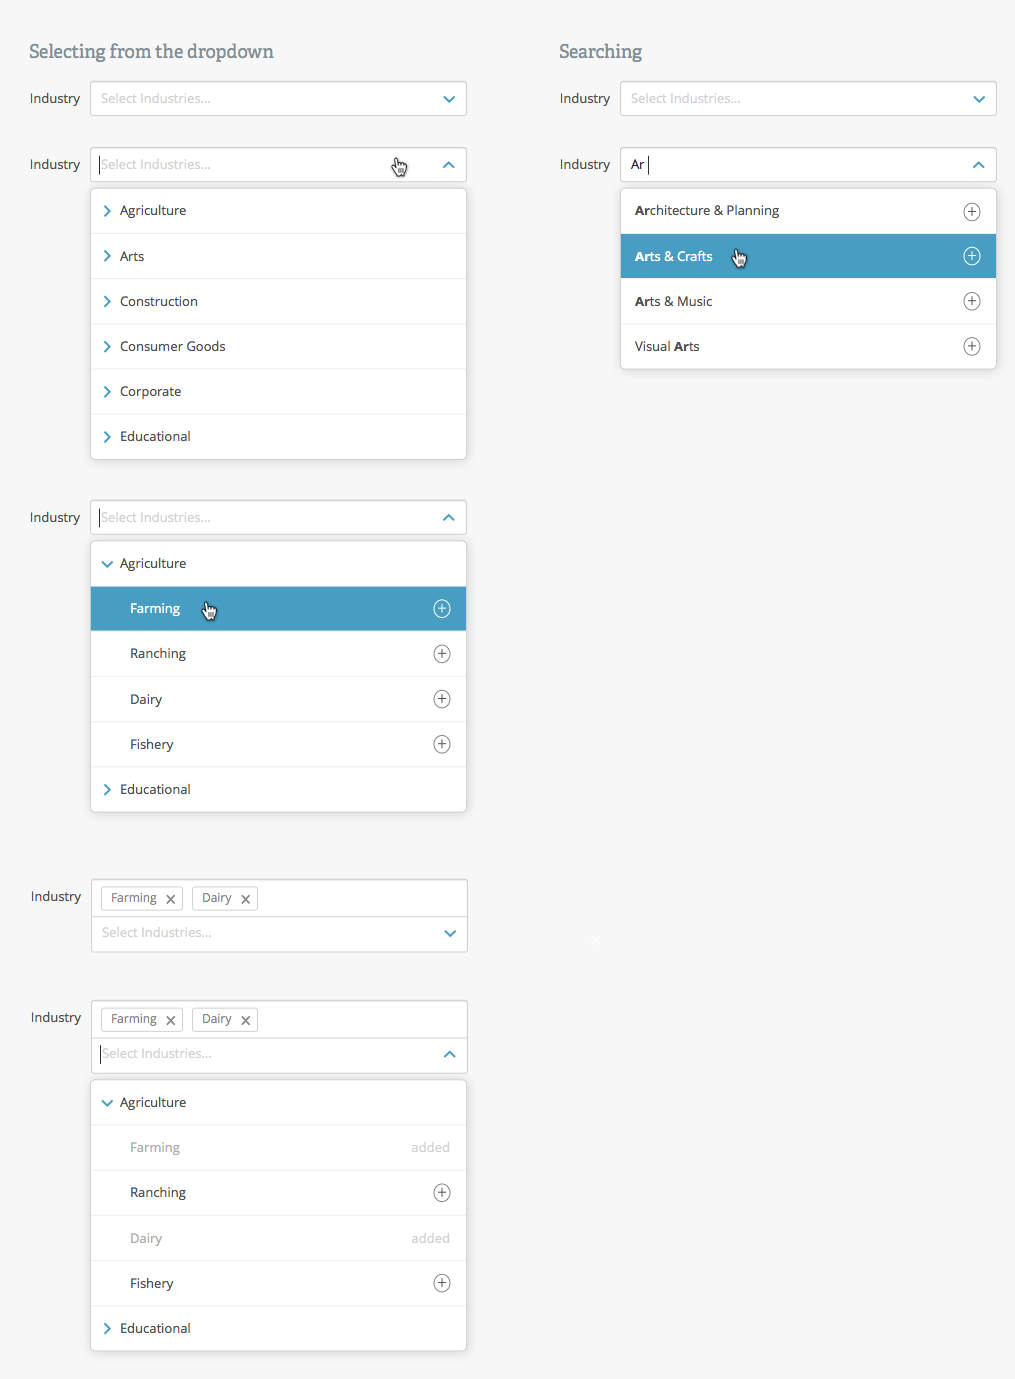 Selecting from the dropdown
Industry Select Industries...
Industry Select Industries...
Agriculture
Arts
Construction
Consumer Goods
Corporate
Educational
Industry Select Industries...
Agriculture
Farming
Ranching
Dairy
Fishery
Educational
Industry Farming Dairy
Select Industries...
Industry Farming Dairy
Select Industries...
Agriculture
Farming added
Ranching
Dairy added
Fishery
Educational
Searching
Industry Select Industries...
Industry Ar
Architecture & Planning
Arts & Crafts
Arts & Music
Visual Arts